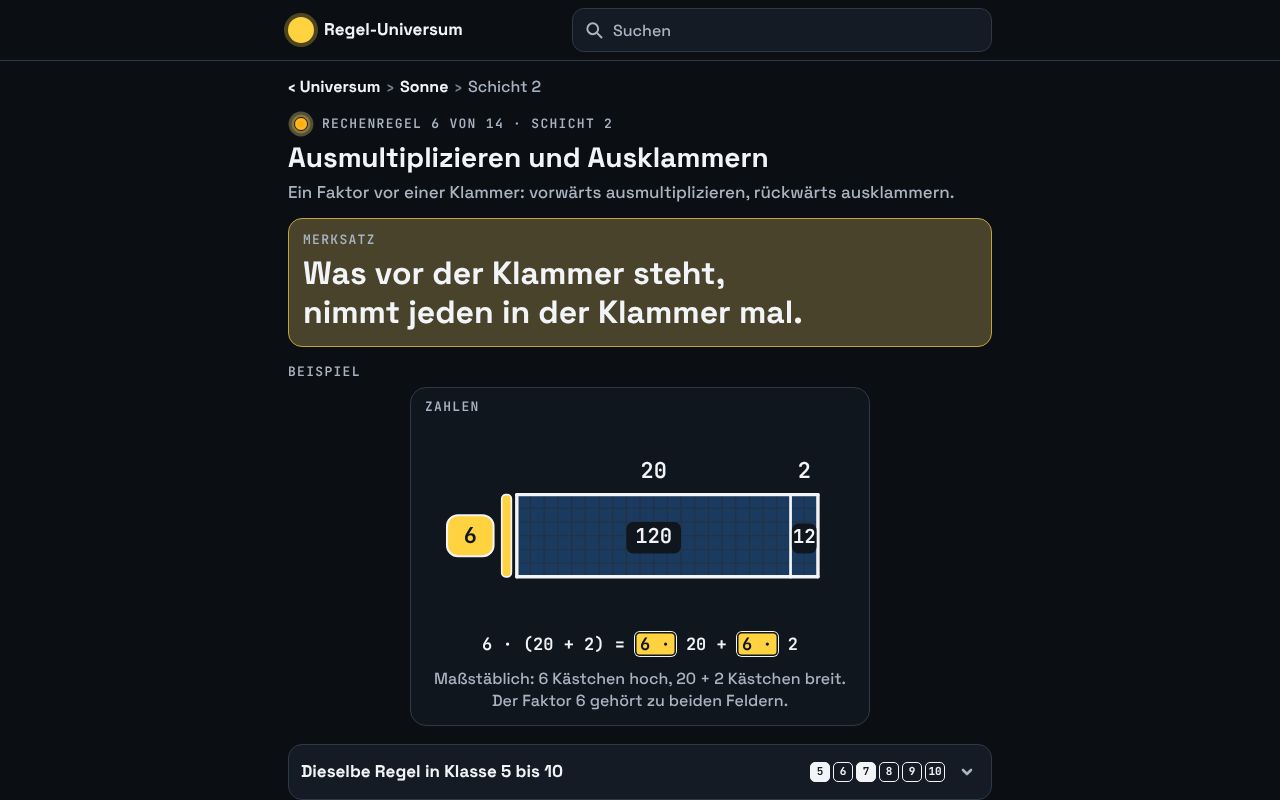 Regel-Universum
Suchen
< Universum > Sonne > Schicht 2
RECHENREGEL 6 VON 14 · SCHICHT 2
Ausmultiplizieren und Ausklammern
Ein Faktor vor einer Klammer: vorwärts ausmultiplizieren, rückwärts ausklammern.
MERKSATZ
Was vor der Klammer steht,
nimmt jeden in der Klammer mal.
BEISPIEL
ZAHLEN
20 2
6 120 12
6 · (20 + 2) = 6 · 20 + 6 · 2
Maßstäblich: 6 Kästchen hoch, 20 + 2 Kästchen breit.
Der Faktor 6 gehört zu beiden Feldern.
Dieselbe Regel in Klasse 5 bis 10 5 6 7 8 9 10